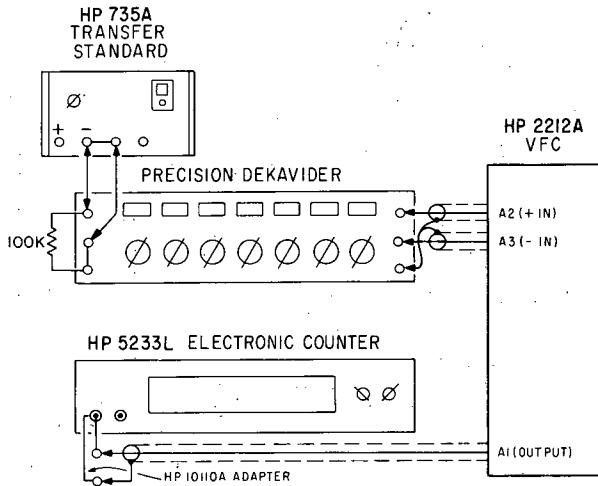 HP 735A
TRANSFER
STANDARD
+ -
HP 2212A
VFC
PRECISION DEKAVIDER
A2 (+ IN)
A3 (- IN)
100K
HP 5233L ELECTRONIC COUNTER
A1 (OUTPUT)
HP 10110A ADAPTER